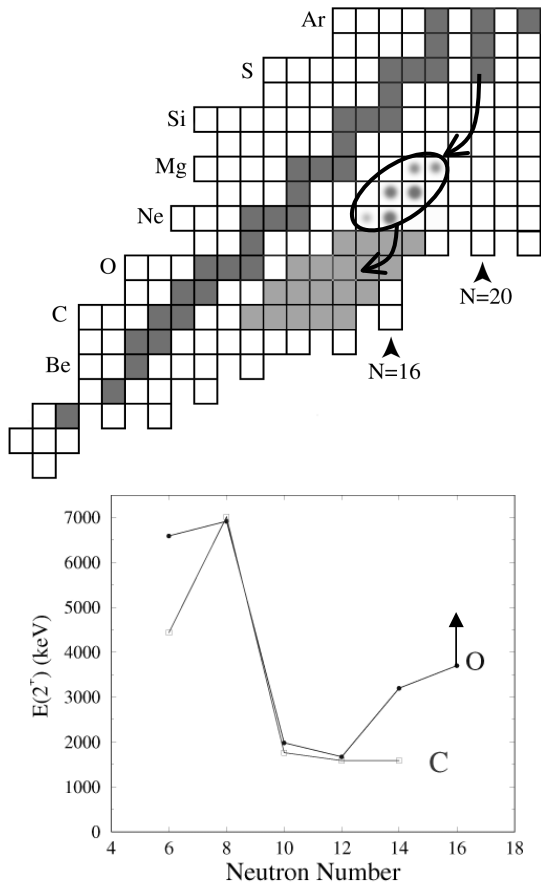 Ar
S
Si
Mg
Ne
O
C
Be
N=20
N=16
7000
6000
5000
4000
3000
2000
1000
0
E(2⁺) (keV)
O
C
4 6 8 10 12 14 16 18
Neutron Number